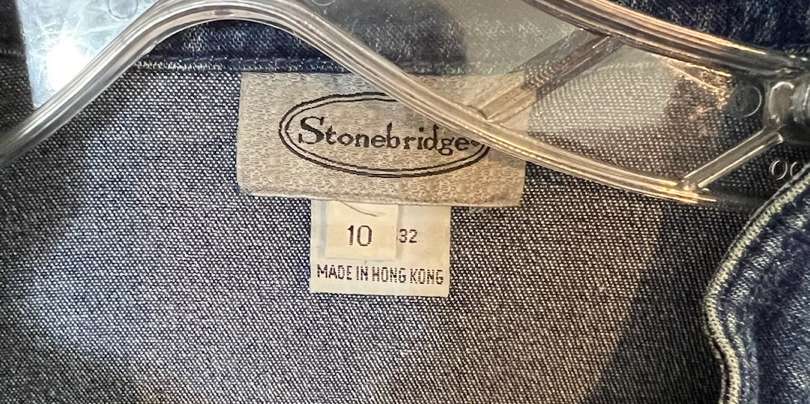 Stonebridge
10 32
MADE IN HONG KONG